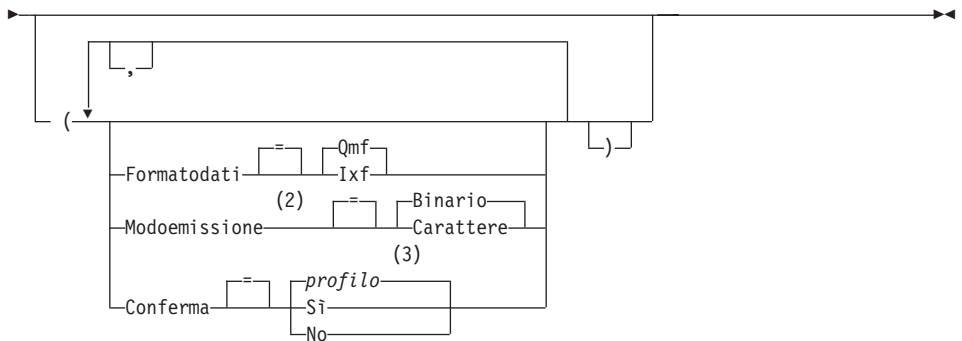 ,
(
)
= Qmf
Formatodati Ixf
(2)
= Binario
Modoemissione Carattere
(3)
= profilo
Conferma Sì
No